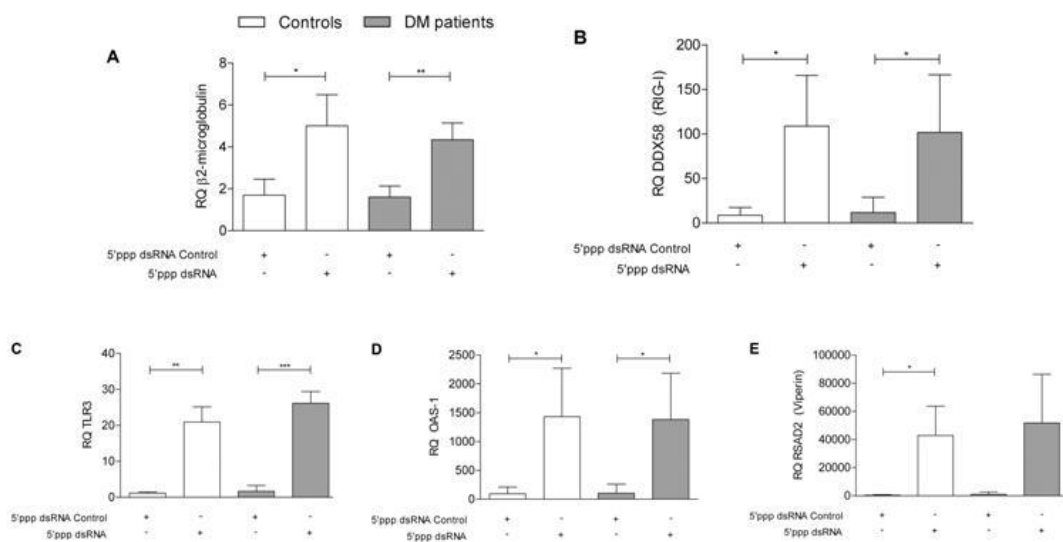 Controls DM patients
A
8
6
4
2
0
RQ β2-microglobulin
* **
5'ppp dsRNA Control + - + -
5'ppp dsRNA - + - +
B
200
150
100
50
0
RQ DDX58 (RIG-I)
* *
5'ppp dsRNA Control + - + -
5'ppp dsRNA - + - +
C
40
30
20
10
0
RQ TLR3
** ***
5'ppp dsRNA Control + - + -
5'ppp dsRNA - + - +
D
2500
2000
1500
1000
500
0
RQ OAS-1
* *
5'ppp dsRNA Control + - + -
5'ppp dsRNA - + - +
E
100000
80000
60000
40000
20000
0
RQ RSAD2 (Viperin)
*
5'ppp dsRNA Control + - + -
5'ppp dsRNA - + - +